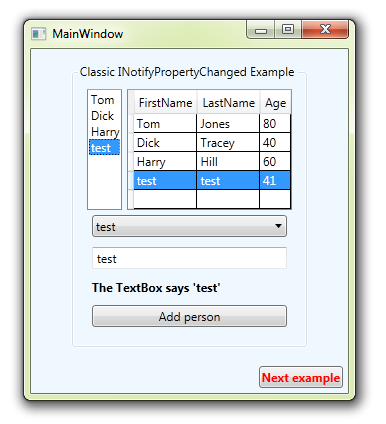 MainWindow
Classic INotifyPropertyChanged Example
Tom
Dick
Harry
test
FirstName LastName Age
Tom Jones 80
Dick Tracey 40
Harry Hill 60
test test 41
test
test
The TextBox says 'test'
Add person
Next example